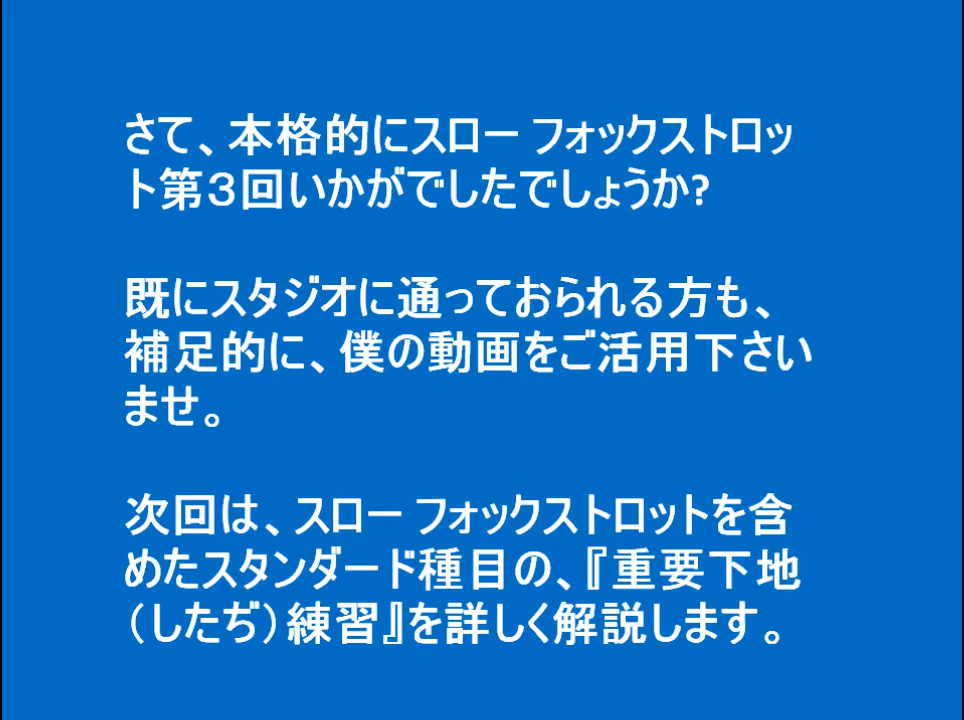 さて、本格的にスロー フォックストロッ
ト第３回いかがでしたでしょうか?
既にスタジオに通っておられる方も、
補足的に、僕の動画をご活用下さい
ませ。
次回は、スロー フォックストロットを含
めたスタンダード種目の、『重要下地
（したぢ）練習』を詳しく解説します。